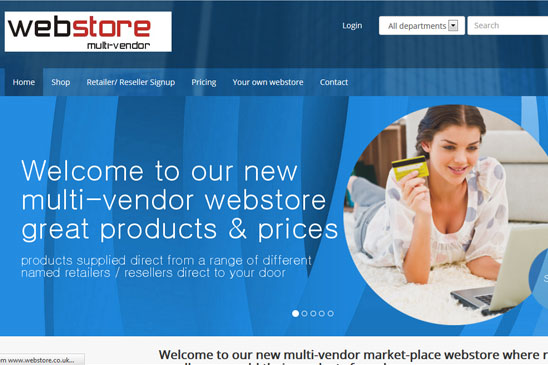 webstore
multi-vendor
Login
All departments
Search
Home
Shop
Retailer/ Reseller Signup
Pricing
Your own webstore
Contact
Welcome to our new
multi-vendor webstore
great products & prices
products supplied direct from a range of different
named retailers / resellers direct to your door
S
m www.webstore.co.uk...
Welcome to our new multi-vendor market-place webstore where